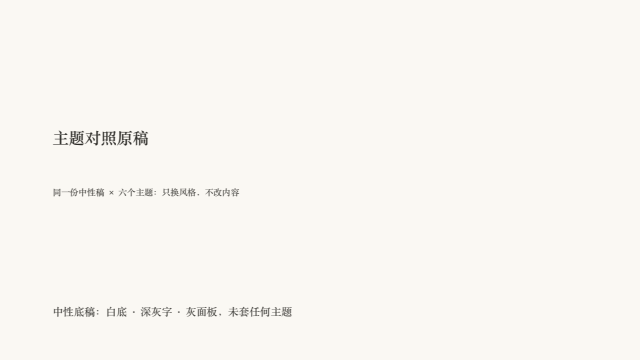 主题对照原稿
同一份中性稿 × 六个主题：只换风格、不改内容
中性底稿：白底 · 深灰字 · 灰面板、未套任何主题